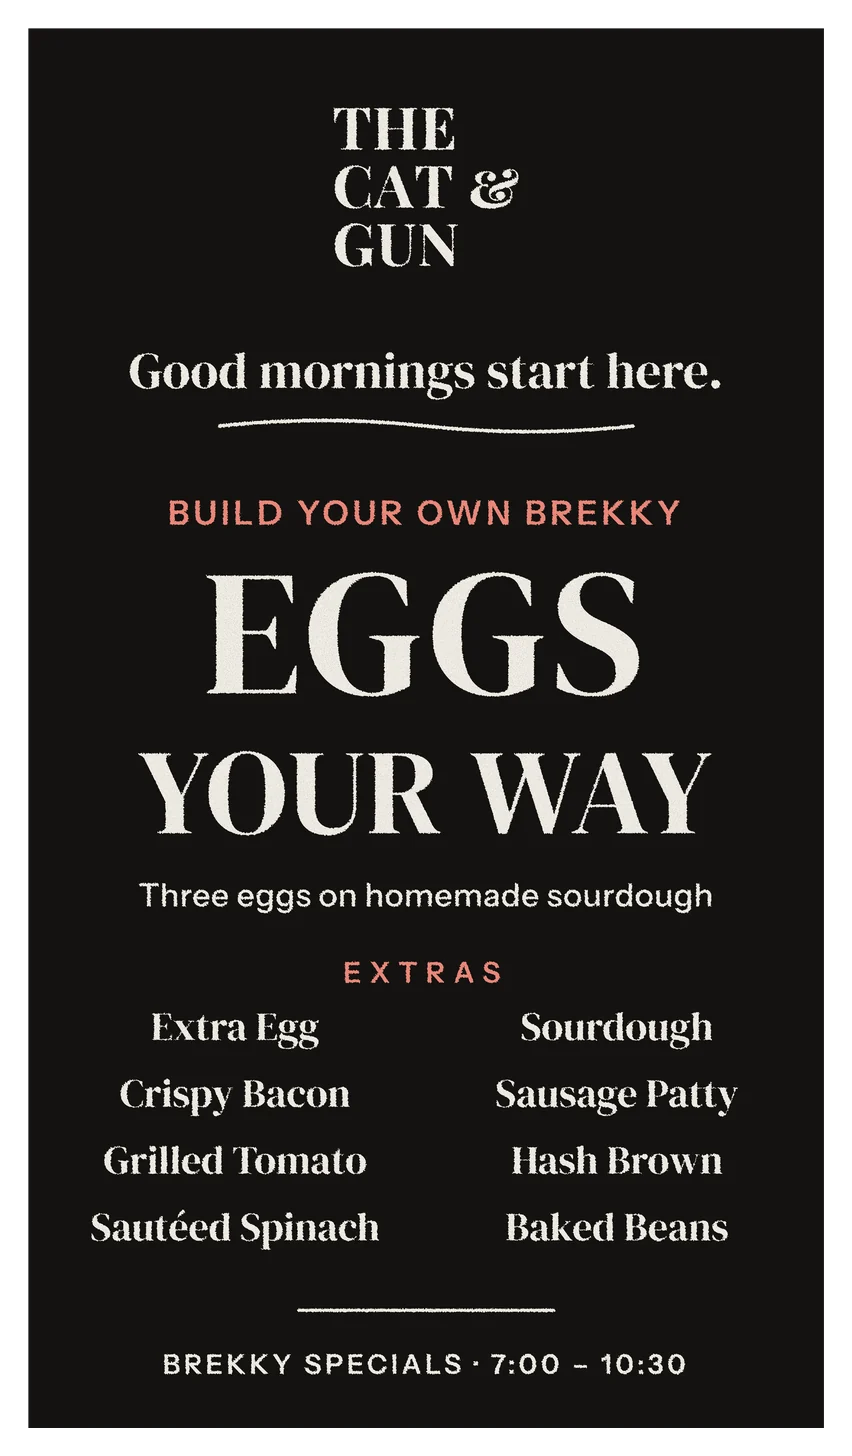 THE
CAT &
GUN
Good mornings start here.
BUILD YOUR OWN BREKKY
EGGS
YOUR WAY
Three eggs on homemade sourdough
EXTRAS
Extra Egg Sourdough
Crispy Bacon Sausage Patty
Grilled Tomato Hash Brown
Sautéed Spinach Baked Beans
BREKKY SPECIALS · 7:00 – 10:30